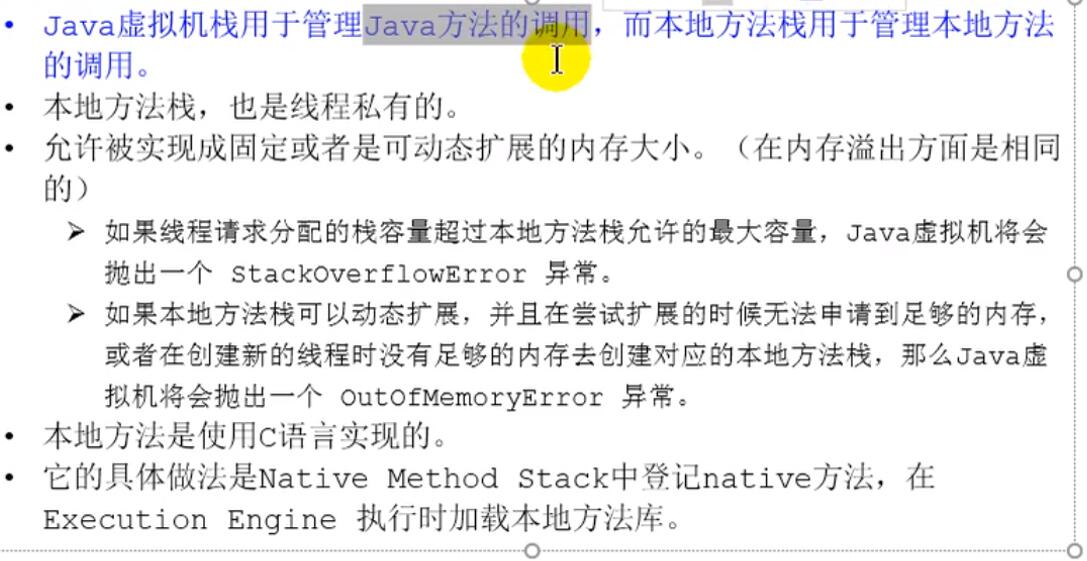 • Java虚拟机栈用于管理Java方法的调用，而本地方法栈用于管理本地方法
的调用。
• 本地方法栈，也是线程私有的。
• 允许被实现成固定或者是可动态扩展的内存大小。（在内存溢出方面是相同
的）
➢ 如果线程请求分配的栈容量超过本地方法栈允许的最大容量，Java虚拟机将会
抛出一个 StackOverflowError 异常。
➢ 如果本地方法栈可以动态扩展，并且在尝试扩展的时候无法申请到足够的内存，
或者在创建新的线程时没有足够的内存去创建对应的本地方法栈，那么Java虚
拟机将会抛出一个 OutOfMemoryError 异常。
• 本地方法是使用C语言实现的。
• 它的具体做法是Native Method Stack中登记native方法，在
Execution Engine 执行时加载本地方法库。